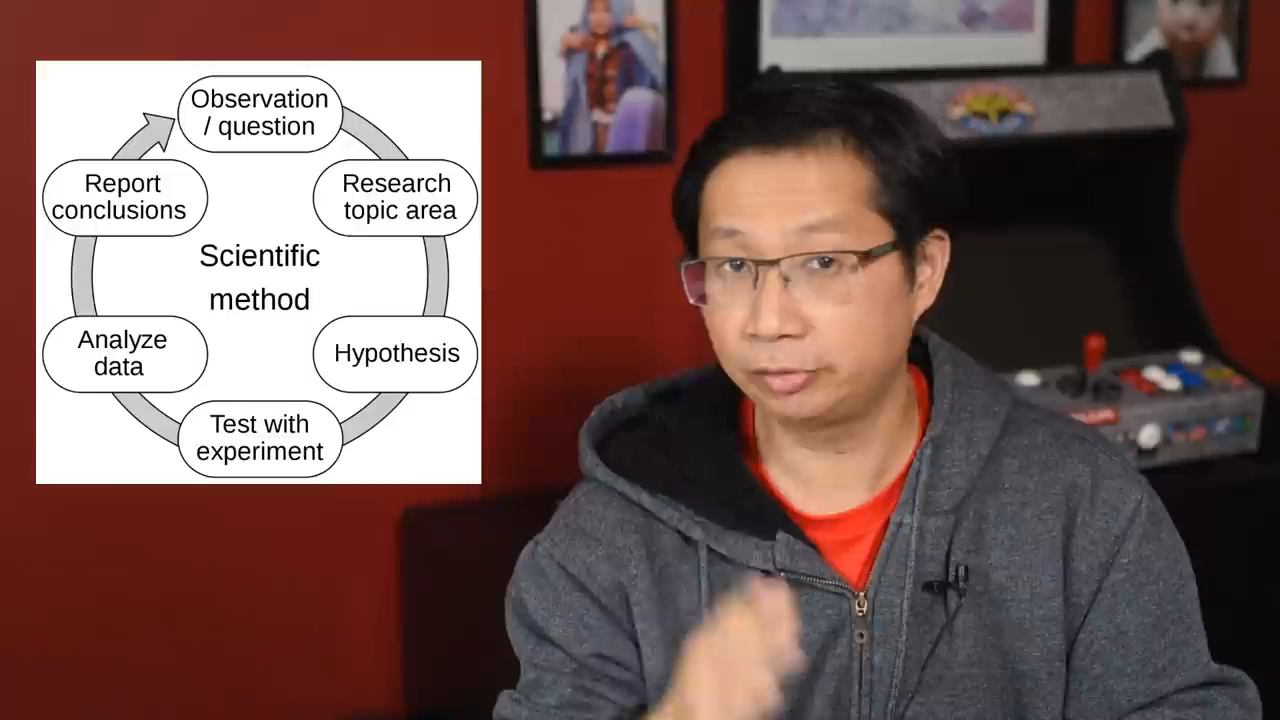 Observation
/ question
Research
topic area
Hypothesis
Test with
experiment
Analyze
data
Report
conclusions
Scientific
method